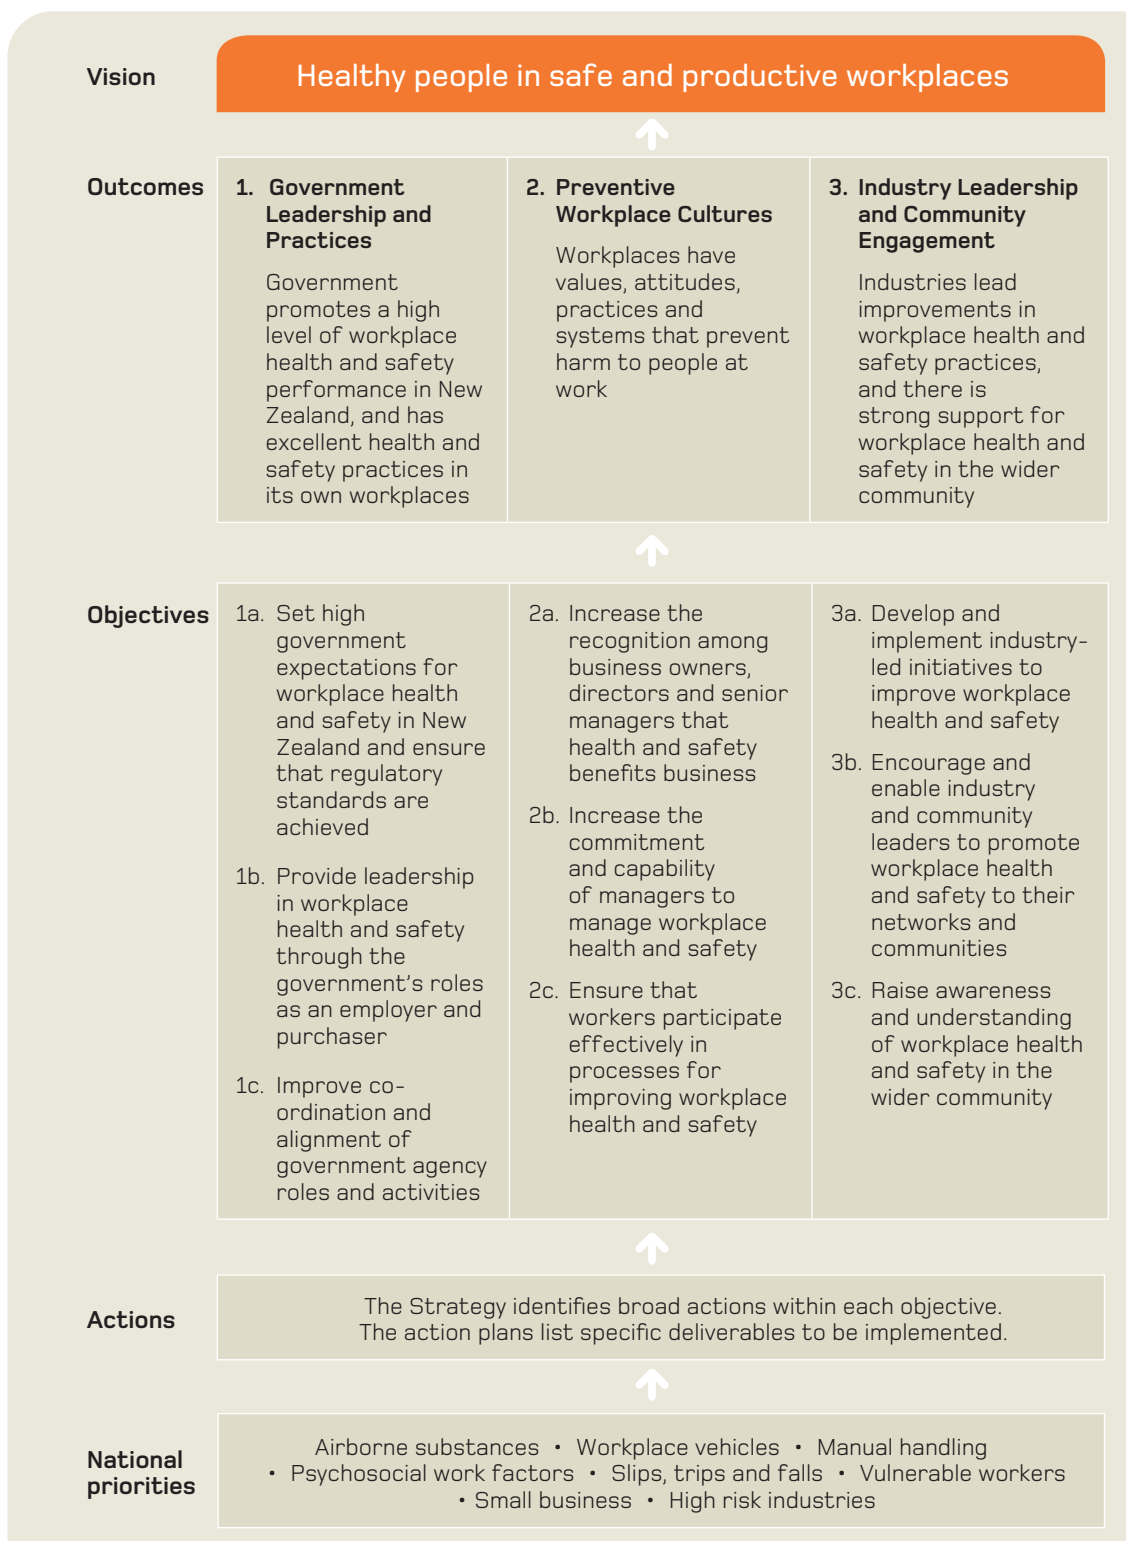 Vision
Healthy people in safe and productive workplaces
Outcomes
1. Government
Leadership and
Practices
Government
promotes a high
level of workplace
health and safety
performance in New
Zealand, and has
excellent health and
safety practices in
its own workplaces
2. Preventive
Workplace Cultures
Workplaces have
values, attitudes,
practices and
systems that prevent
harm to people at
work
3. Industry Leadership
and Community
Engagement
Industries lead
improvements in
workplace health and
safety practices,
and there is
strong support for
workplace health and
safety in the wider
community
Objectives
1a. Set high
government
expectations for
workplace health
and safety in New
Zealand and ensure
that regulatory
standards are
achieved
1b. Provide leadership
in workplace
health and safety
through the
government's roles
as an employer and
purchaser
1c. Improve co-
ordination and
alignment of
government agency
roles and activities
2a. Increase the
recognition among
business owners,
directors and senior
managers that
health and safety
benefits business
2b. Increase the
commitment
and capability
of managers to
manage workplace
health and safety
2c. Ensure that
workers participate
effectively in
processes for
improving workplace
health and safety
3a. Develop and
implement industry-
led initiatives to
improve workplace
health and safety
3b. Encourage and
enable industry
and community
leaders to promote
workplace health
and safety to their
networks and
communities
3c. Raise awareness
and understanding
of workplace health
and safety in the
wider community
Actions
The Strategy identifies broad actions within each objective.
The action plans list specific deliverables to be implemented.
National
priorities
Airborne substances • Workplace vehicles • Manual handling
• Psychosocial work factors • Slips, trips and falls • Vulnerable workers
• Small business • High risk industries